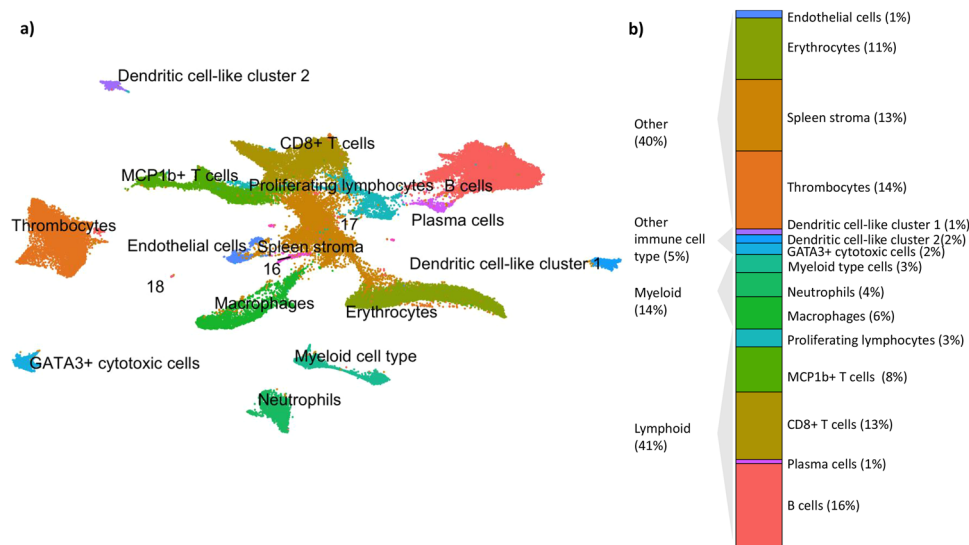 a)
Dendritic cell-like cluster 2
CD8+ T cells
MCP1b+ T cells
Proliferating lymphocytes
B cells
Plasma cells
Thrombocytes
17
Endothelial cells
Spleen stroma
16
Dendritic cell-like cluster 1
18
Macrophages
Erythrocytes
GATA3+ cytotoxic cells
Myeloid cell type
Neutrophils
b)
Other
(40%)
Other
immune cell
type (5%)
Myeloid
(14%)
Lymphoid
(41%)
Endothelial cells (1%)
Erythrocytes (11%)
Spleen stroma (13%)
Thrombocytes (14%)
Dendritic cell-like cluster 1 (1%)
Dendritic cell-like cluster 2(2%)
GATA3+ cytotoxic cells (2%)
Myeloid type cells (3%)
Neutrophils (4%)
Macrophages (6%)
Proliferating lymphocytes (3%)
MCP1b+ T cells (8%)
CD8+ T cells (13%)
Plasma cells (1%)
B cells (16%)